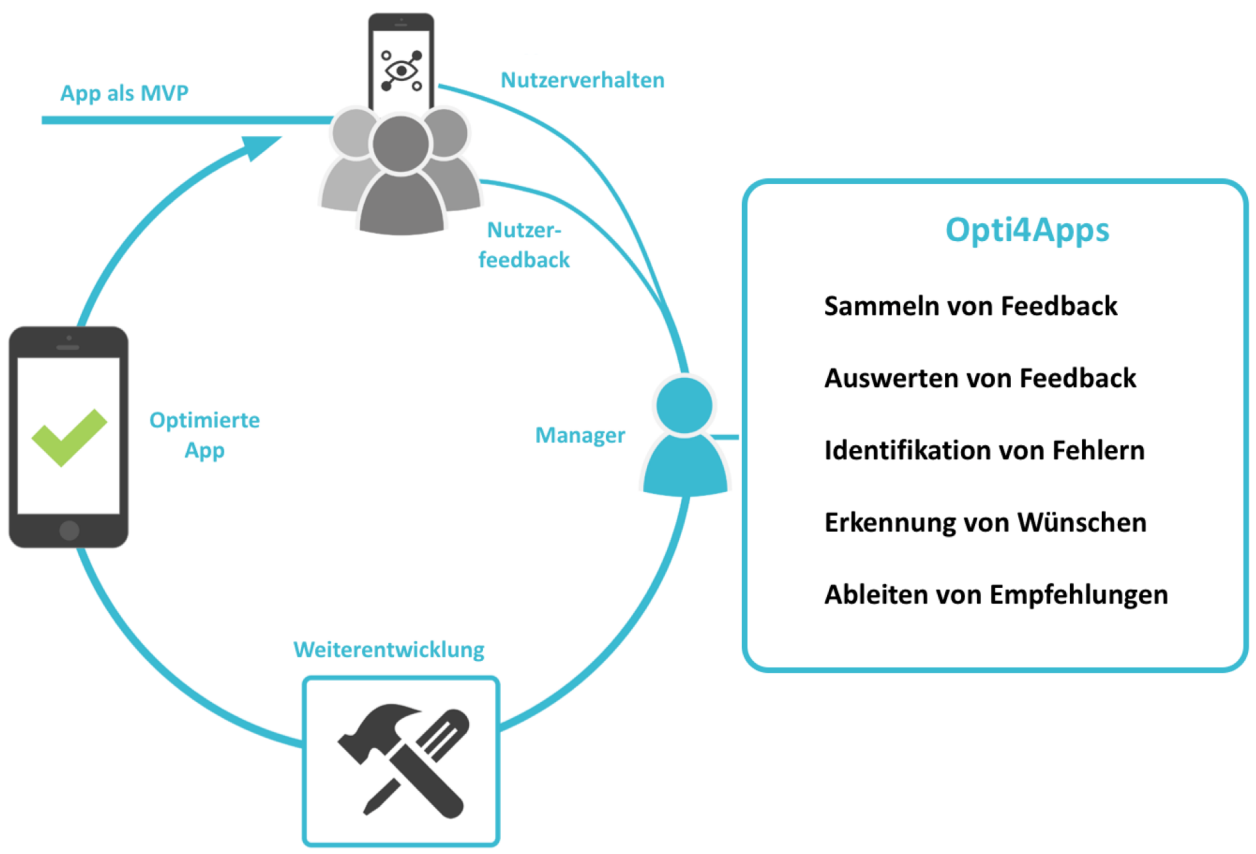 App als MVP
Nutzerverhalten
Nutzer-
feedback
Opti4Apps
Sammeln von Feedback
Auswerten von Feedback
Identifikation von Fehlern
Erkennung von Wünschen
Ableiten von Empfehlungen
Manager
Optimierte
App
Weiterentwicklung